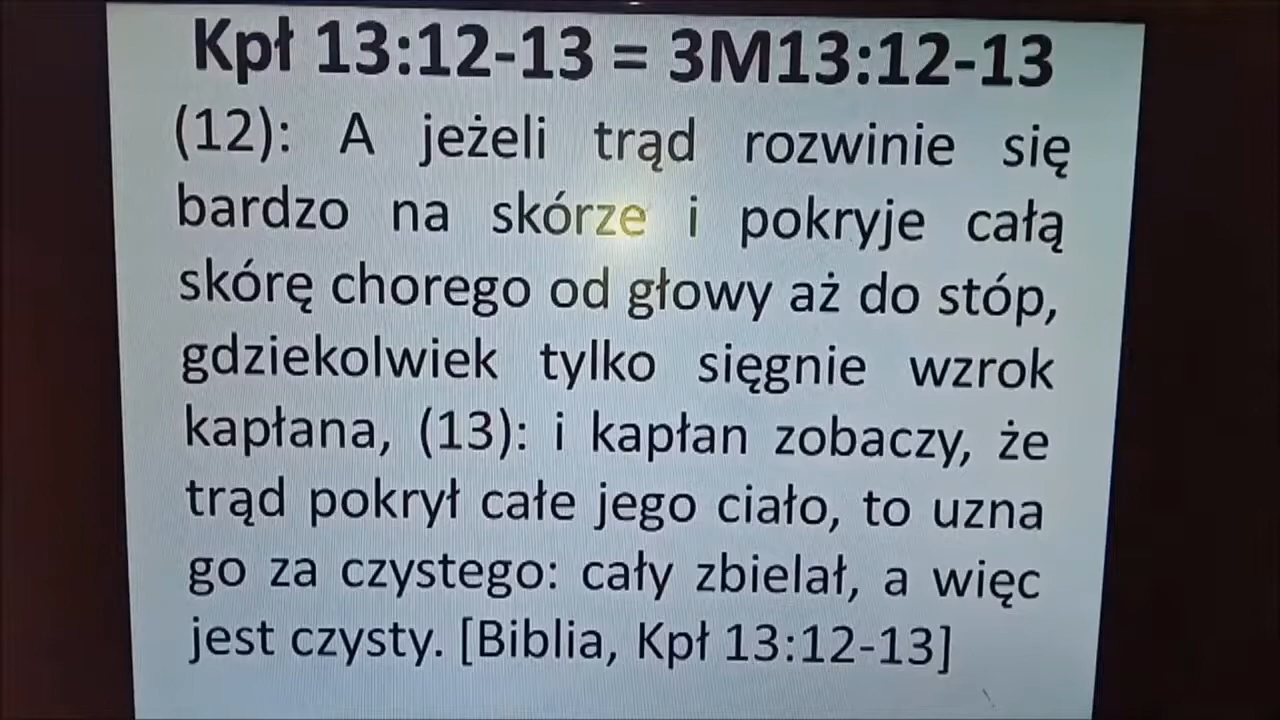 Kpł 13:12-13 = 3M13:12-13
(12): A jeżeli trąd rozwinie się
bardzo na skórze i pokryje całą
skórę chorego od głowy aż do stóp,
gdziekolwiek tylko sięgnie wzrok
kapłana, (13): i kapłan zobaczy, że
trąd pokrył całe jego ciało, to uzna
go za czystego: cały zbielał, a więc
jest czysty. [Biblia, Kpł 13:12-13]